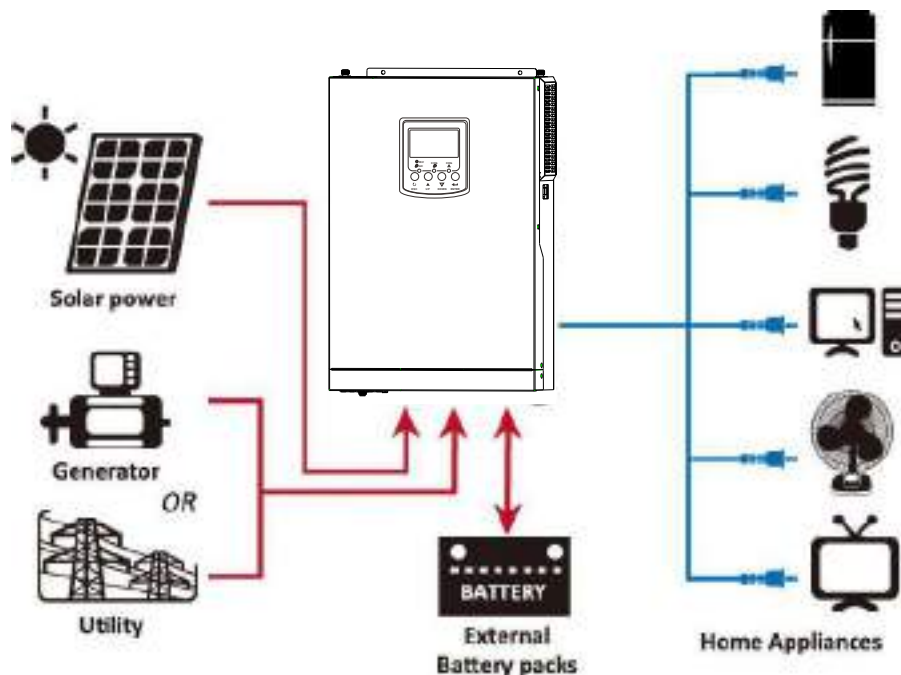 Solar power
Generator
OR
Utility
BATTERY
External
Battery packs
Home Appliances